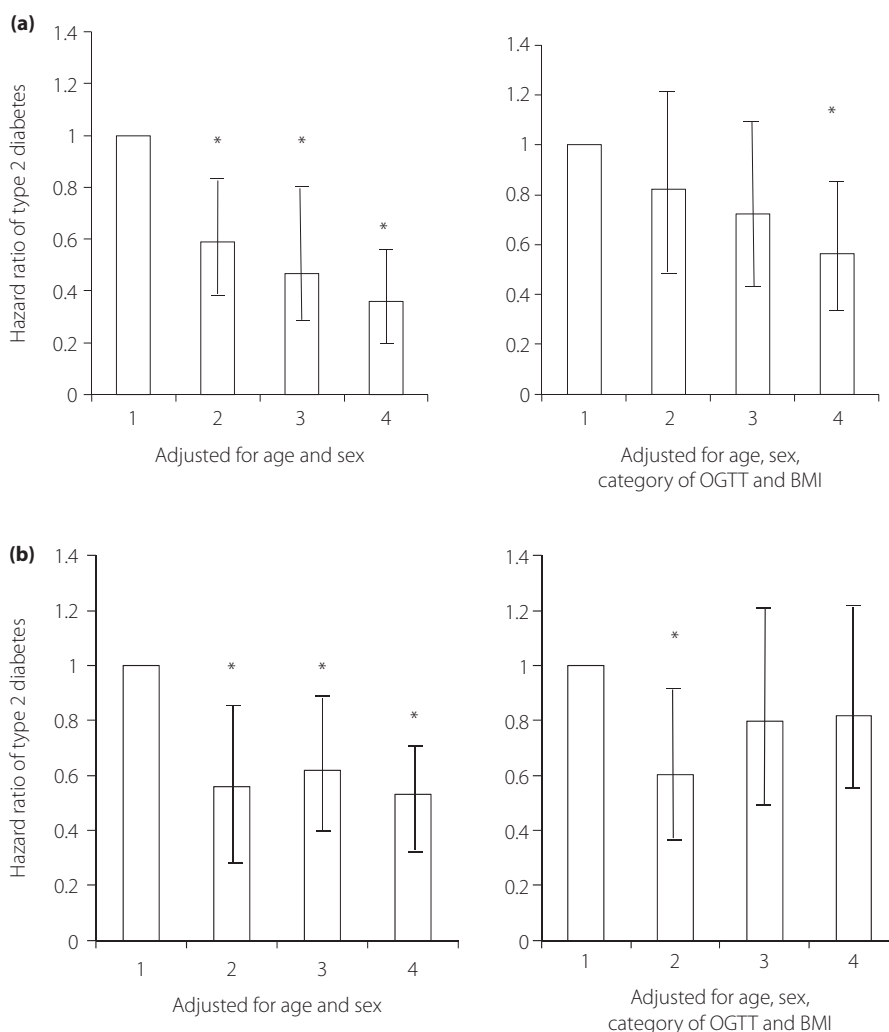 (a)
Hazard ratio of type 2 diabetes
1.4
1.2
1
0.8
0.6
0.4
0.2
0
*
*
*
1 2 3 4
Adjusted for age and sex
1.4
1.2
1
0.8
0.6
0.4
0.2
0
*
1 2 3 4
Adjusted for age, sex,
category of OGTT and BMI
(b)
Hazard ratio of type 2 diabetes
1.4
1.2
1
0.8
0.6
0.4
0.2
0
*
*
*
1 2 3 4
Adjusted for age and sex
1.4
1.2
1
0.8
0.6
0.4
0.2
0
*
1 2 3 4
Adjusted for age, sex,
category of OGTT and BMI